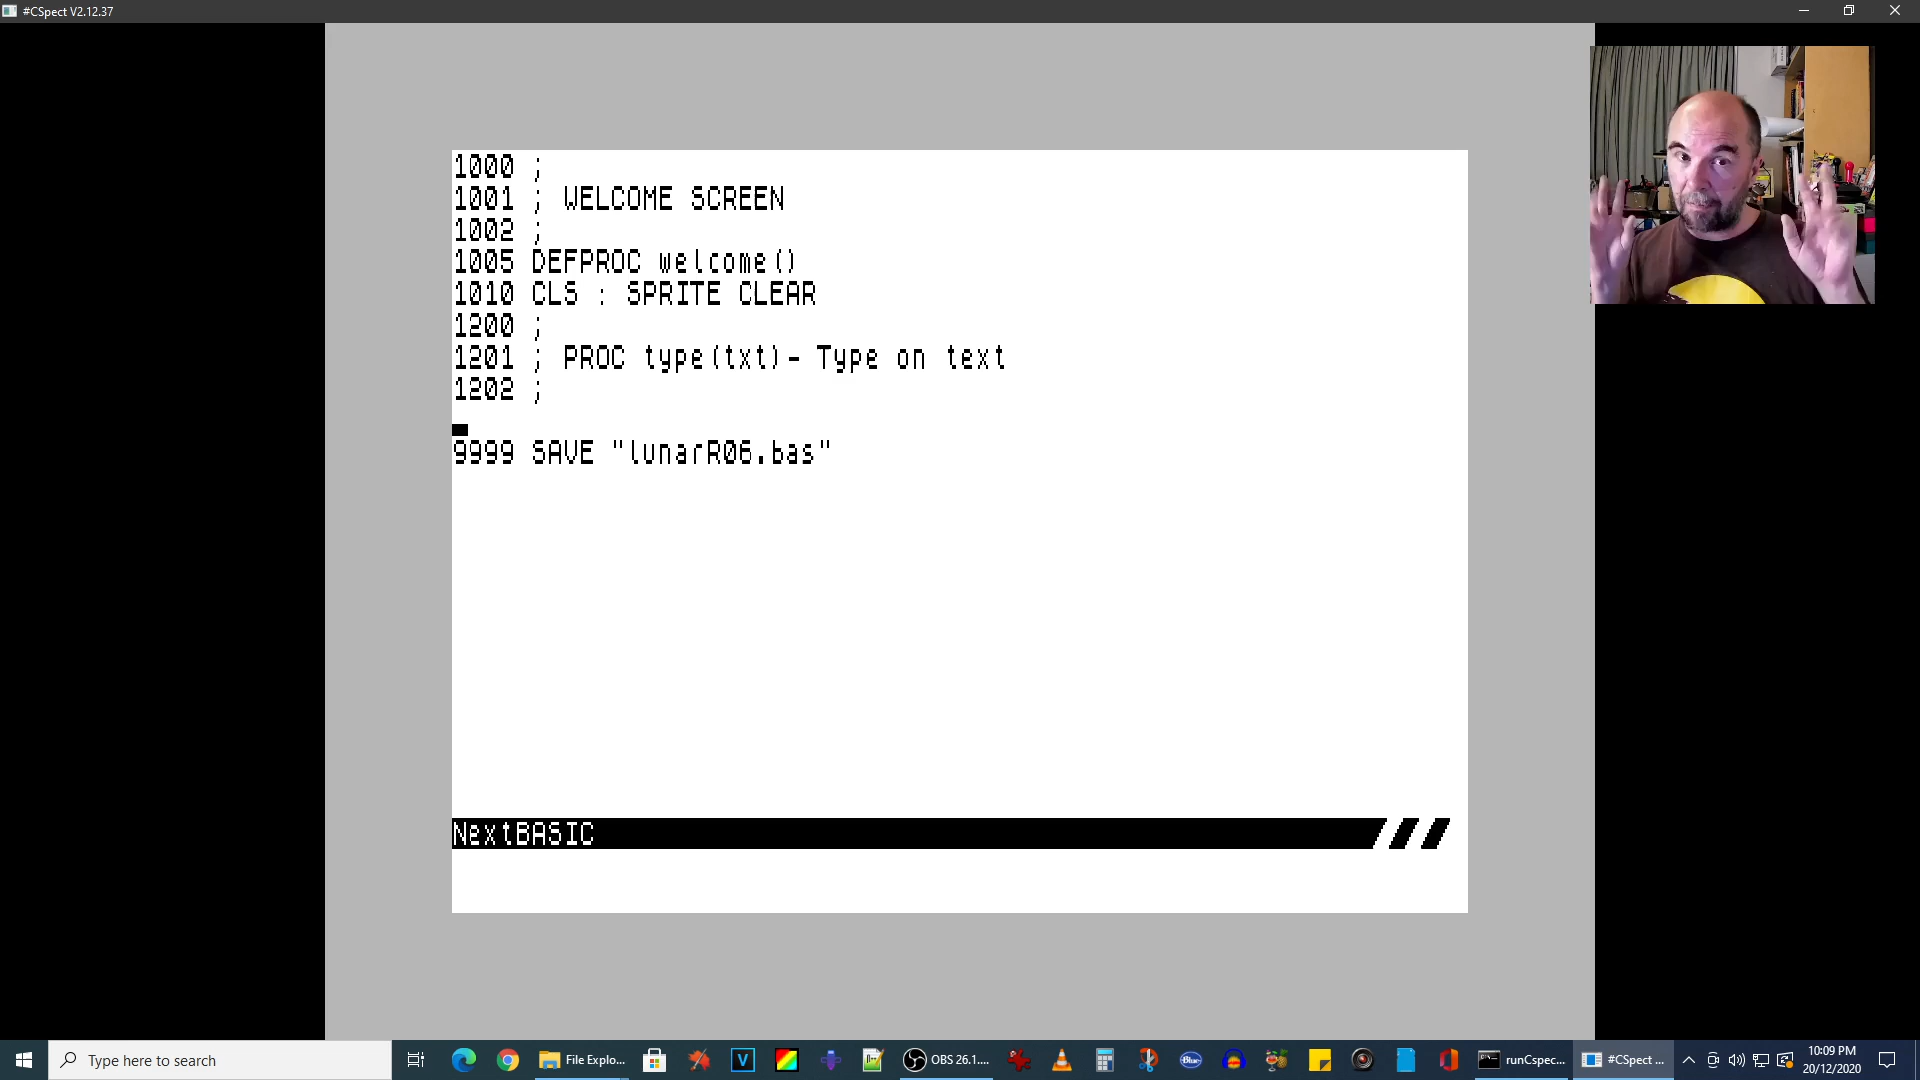 #CSpect V2.12.37
1000 ;
1001 ; WELCOME SCREEN
1002 ;
1005 DEFPROC welcome()
1010 CLS : SPRITE CLEAR
1200 ;
1201 ; PROC type(txt)- Type on text
1202 ;
9999 SAVE "lunarR06.bas"
NextBASIC
Type here to search
File Explo...
V
OBS 26.1....
Blue
runCspec...
#CSpect ...
10:09 PM
20/12/2020